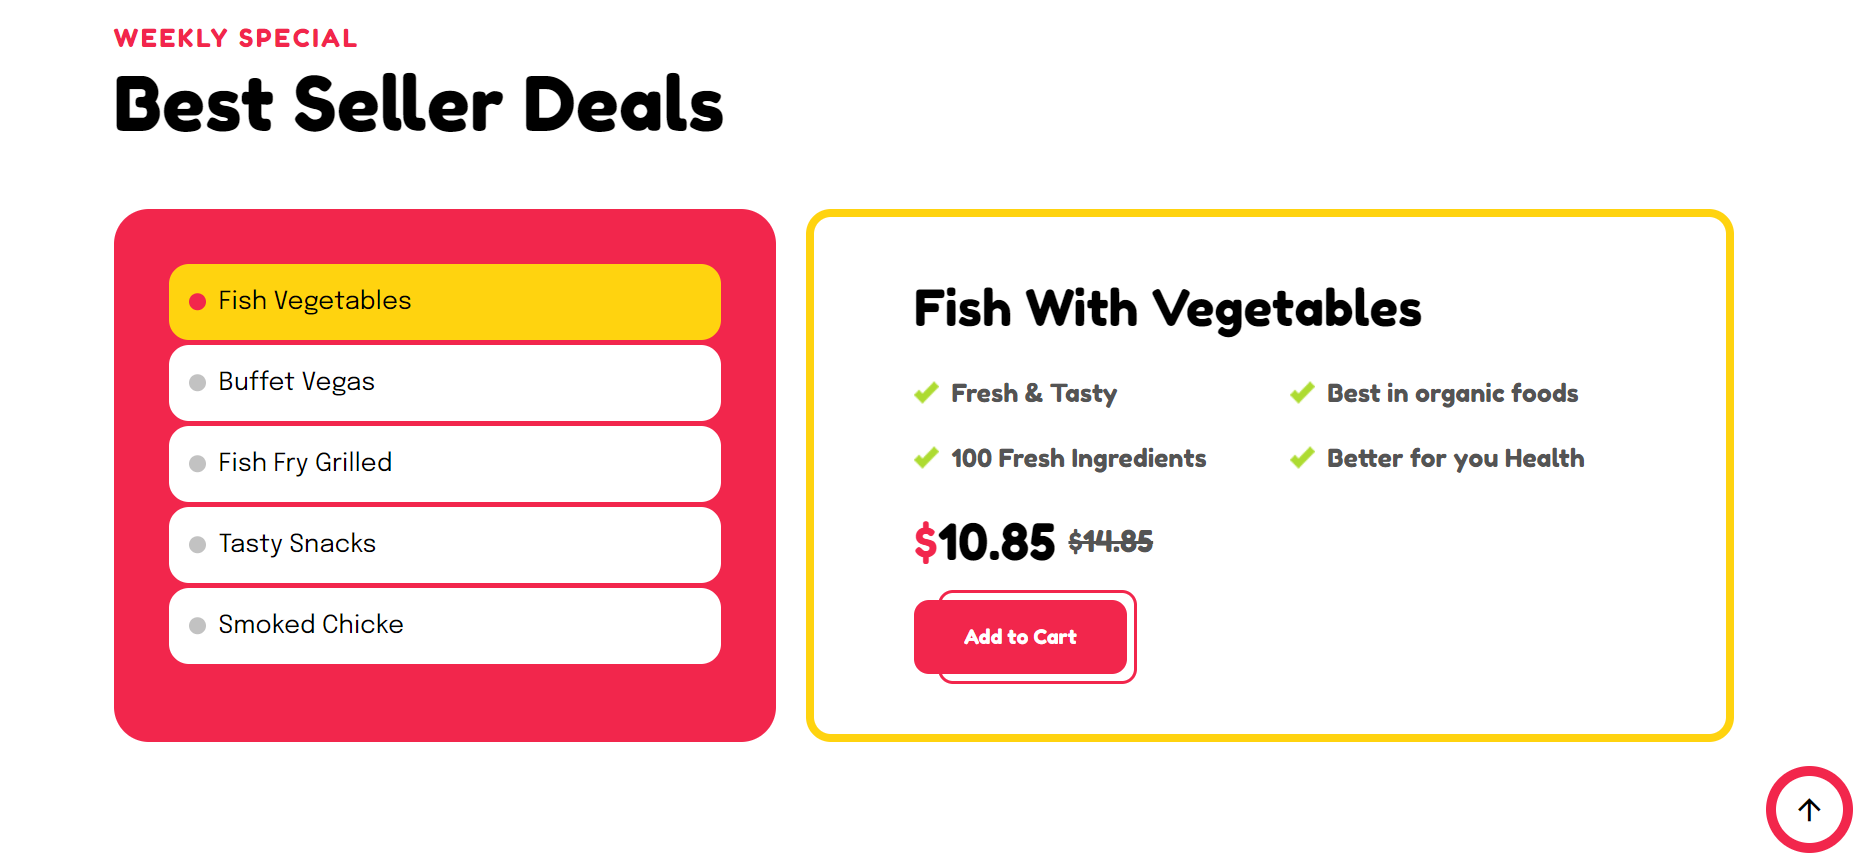 WEEKLY SPECIAL
Best Seller Deals
Fish Vegetables
Buffet Vegas
Fish Fry Grilled
Tasty Snacks
Smoked Chicke
Fish With Vegetables
Fresh & Tasty
Best in organic foods
100 Fresh Ingredients
Better for you Health
$10.85 $14.85
Add to Cart